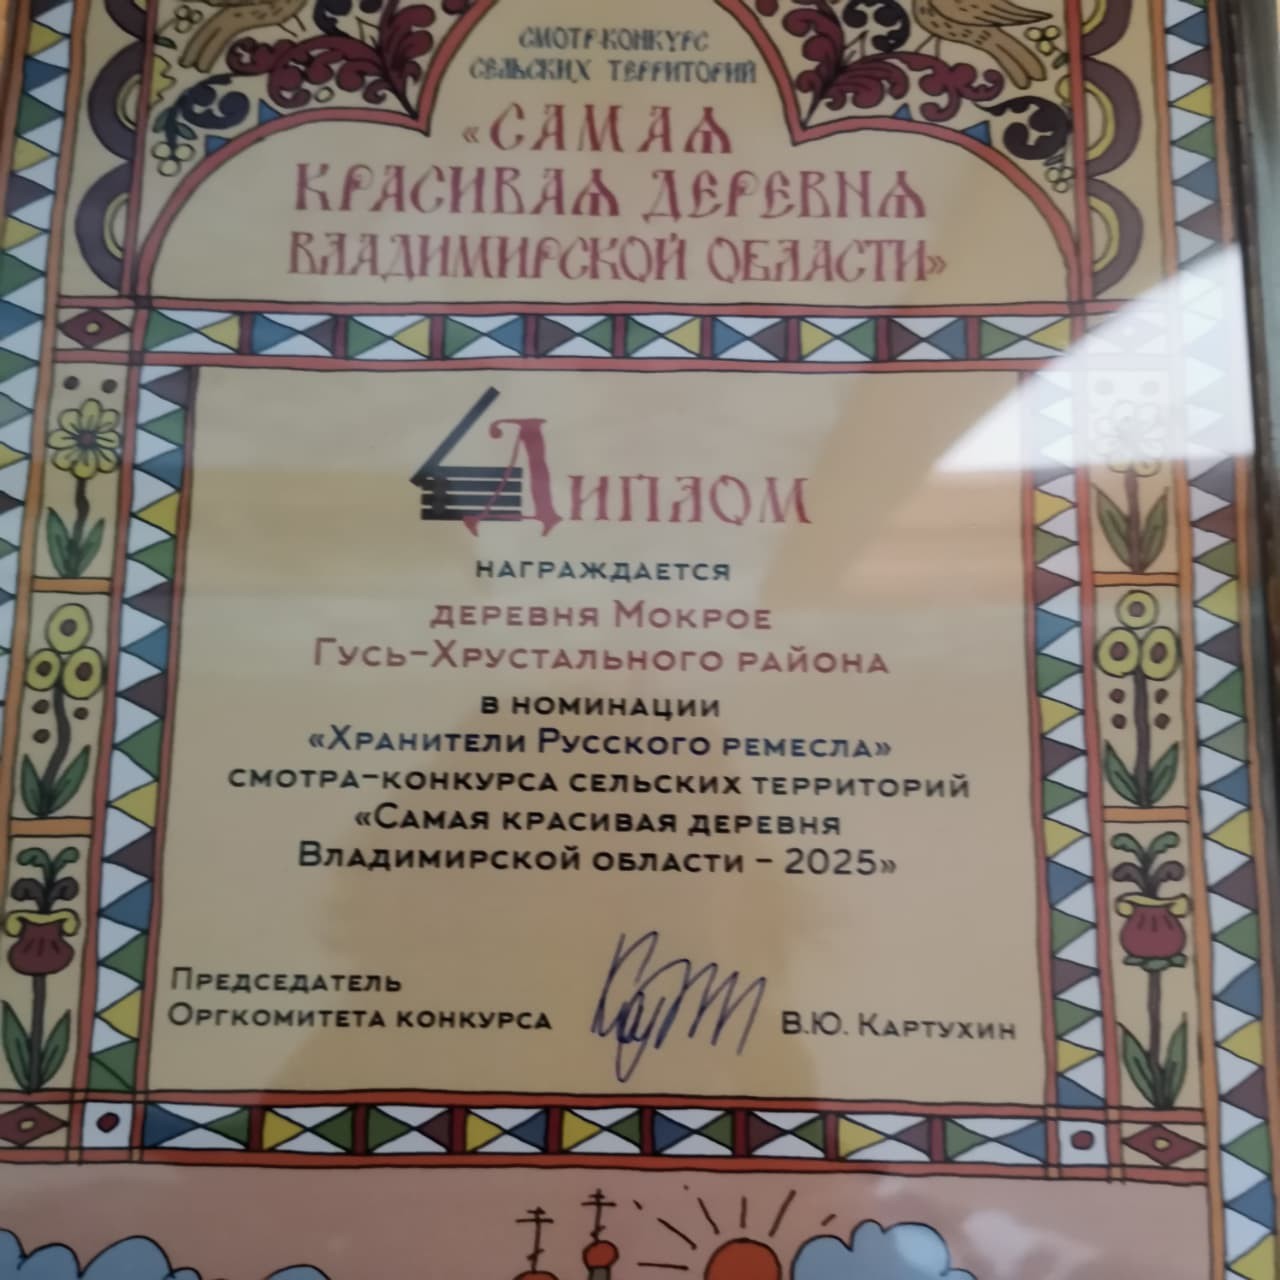 СМОТР-КОНКУРС
СЕЛЬСКИХ ТЕРРИТОРИЙ
«САМАЯ
КРАСИВАЯ ДЕРЕВНЯ
ВЛАДИМИРСКОЙ ОБЛАСТИ»
Диплом
НАГРАЖДАЕТСЯ
ДЕРЕВНЯ МОКРОЕ
ГУСЬ-ХРУСТАЛЬНОГО РАЙОНА
В НОМИНАЦИИ
«ХРАНИТЕЛИ РУССКОГО РЕМЕСЛА»
СМОТРА-КОНКУРСА СЕЛЬСКИХ ТЕРРИТОРИЙ
«САМАЯ КРАСИВАЯ ДЕРЕВНЯ
ВЛАДИМИРСКОЙ ОБЛАСТИ - 2025»
ПРЕДСЕДАТЕЛЬ
ОРГКОМИТЕТА КОНКУРСА
В.Ю. КАРТУХИН